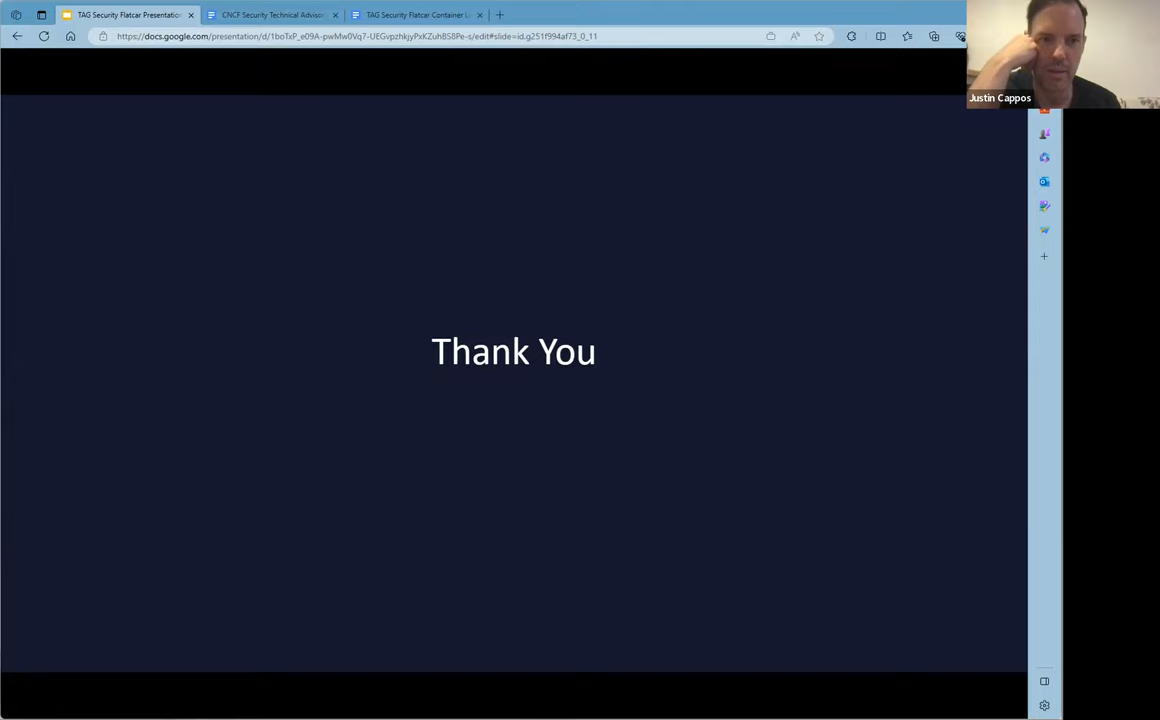 TAG Security Flatcar Presentation
CNCF Security Technical Advisor
TAG Security Flatcar Container L
https://docs.google.com/presentation/d/1boTxP_e09A-pwMw0Vq7-UEGvpzhkjyPxKZuhBS8Pe-s/edit#slide=id.g251f994af73_0_11
Justin Cappos
Thank You